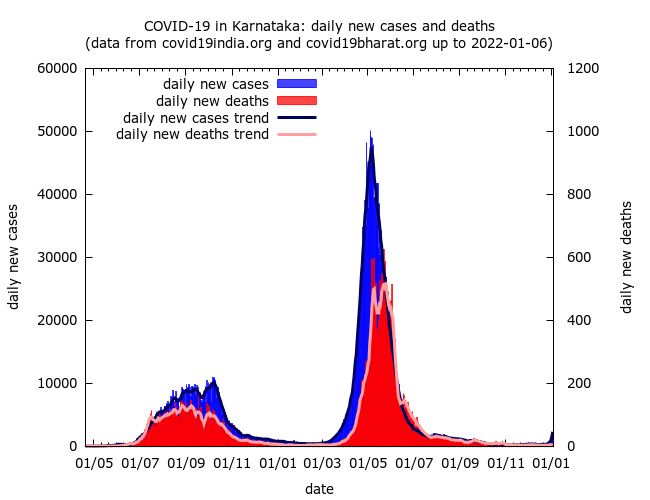 COVID-19 in Karnataka: daily new cases and deaths
(data from covid19india.org and covid19bharat.org up to 2022-01-06)
daily new cases
daily new deaths
daily new cases trend
daily new deaths trend
60000
50000
40000
30000
20000
10000
0
1200
1000
800
600
400
200
0
daily new cases
daily new deaths
01/05 01/07 01/09 01/11 01/01 01/03 01/05 01/07 01/09 01/11 01/01
date